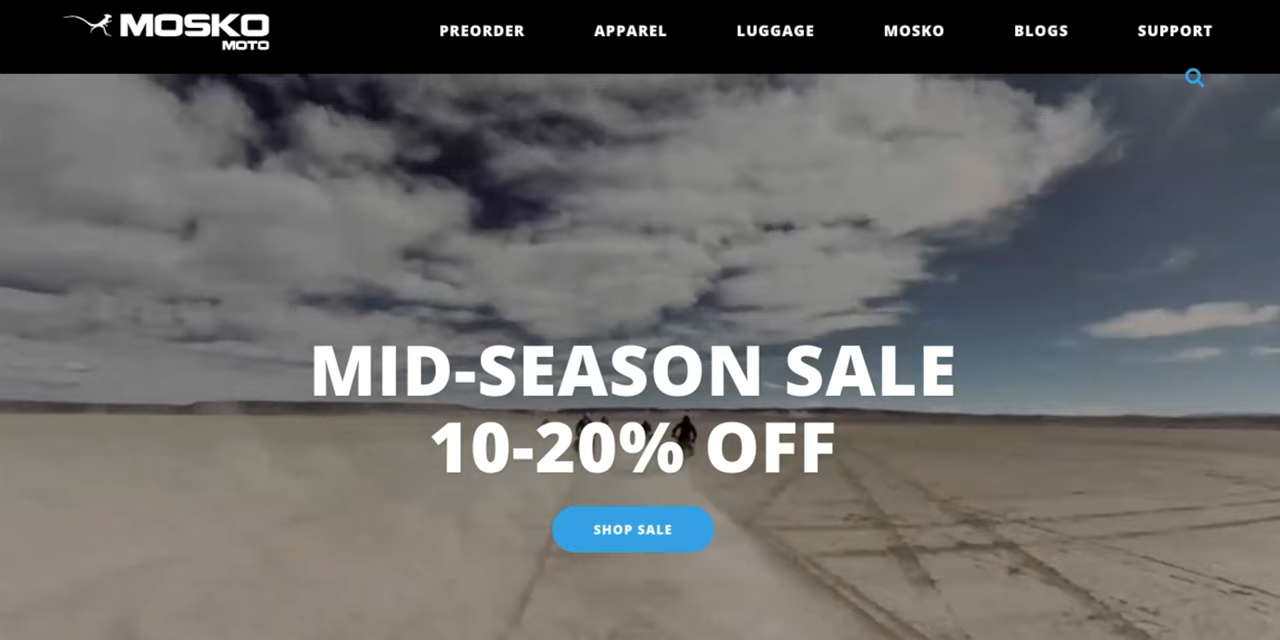 MOSKO
MOTO
PREORDER APPAREL LUGGAGE MOSKO BLOGS SUPPORT
MID-SEASON SALE
10-20% OFF
SHOP SALE